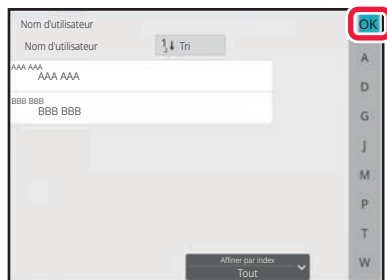 Nom d'utilisateur
OK
Nom d'utilisateur
Tri
AAA AAA
AAA AAA
BBB BBB
BBB BBB
A
D
G
J
M
P
T
W
Affiner par index
Tout